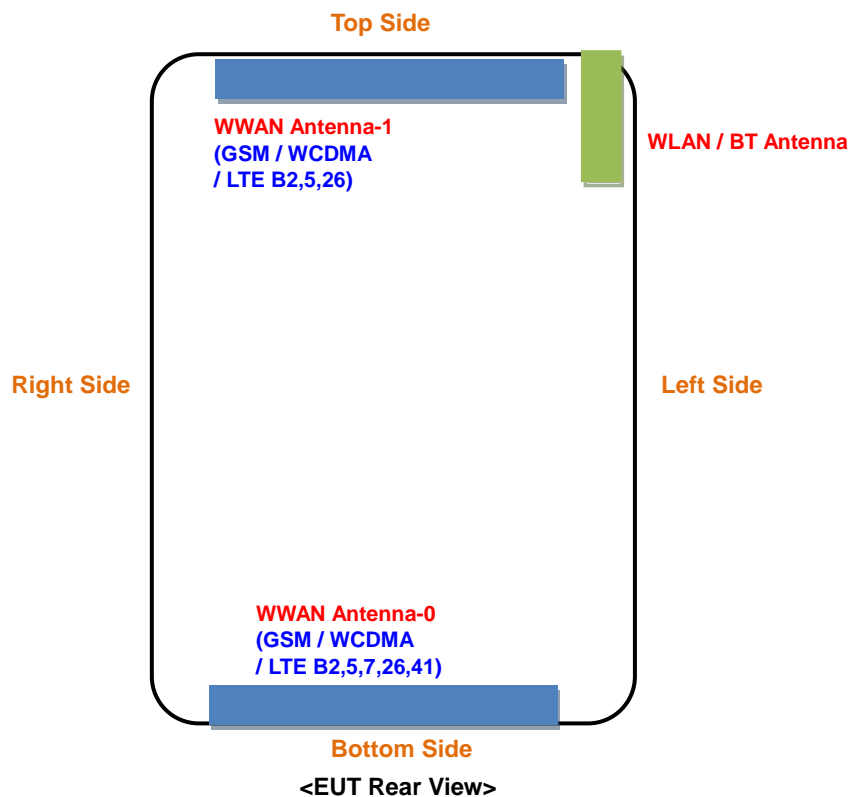 Top Side
WWAN Antenna-1
(GSM / WCDMA
/ LTE B2,5,26)
WLAN / BT Antenna
Right Side
Left Side
WWAN Antenna-0
(GSM / WCDMA
/ LTE B2,5,7,26,41)
Bottom Side
<EUT Rear View>